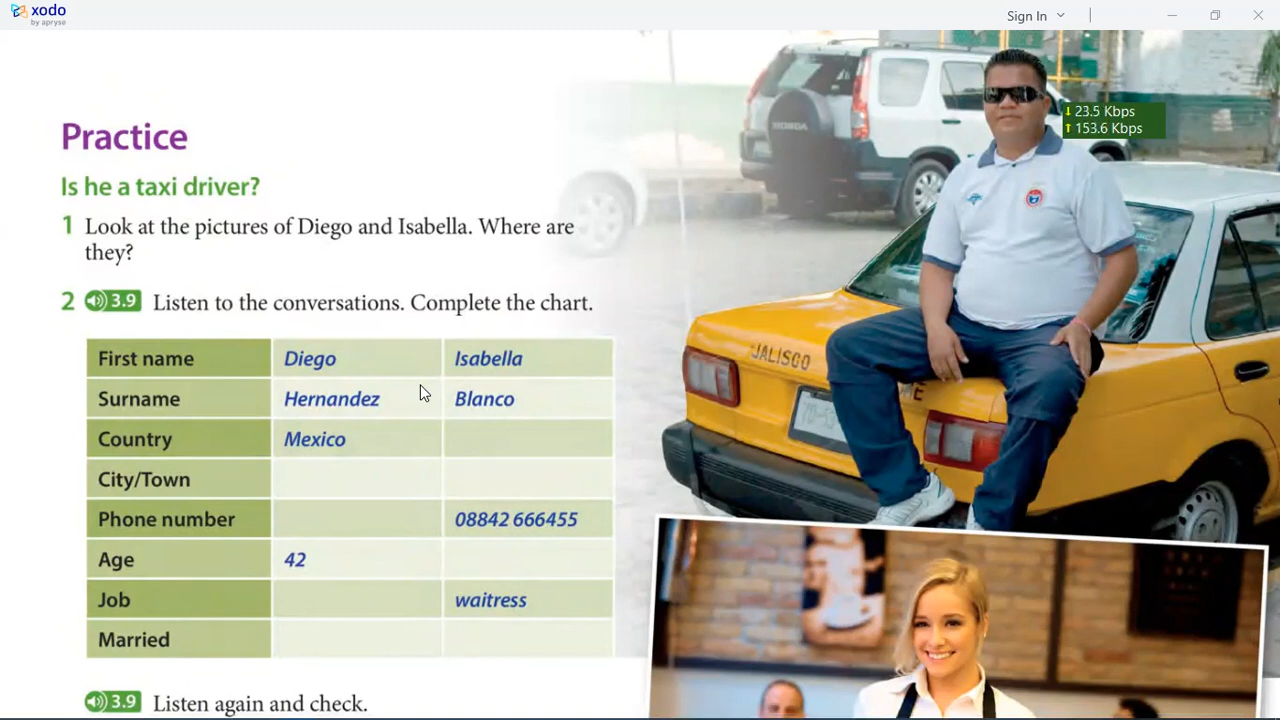 xodo
by apryse
Sign In
23.5 Kbps
153.6 Kbps
HONDA
JALISCO
Practice
Is he a taxi driver?
1 Look at the pictures of Diego and Isabella. Where are
they?
2 3.9 Listen to the conversations. Complete the chart.
First name Diego Isabella
Surname Hernandez Blanco
Country Mexico
City/Town
Phone number 08842 666455
Age 42
Job waitress
Married
3.9 Listen again and check.